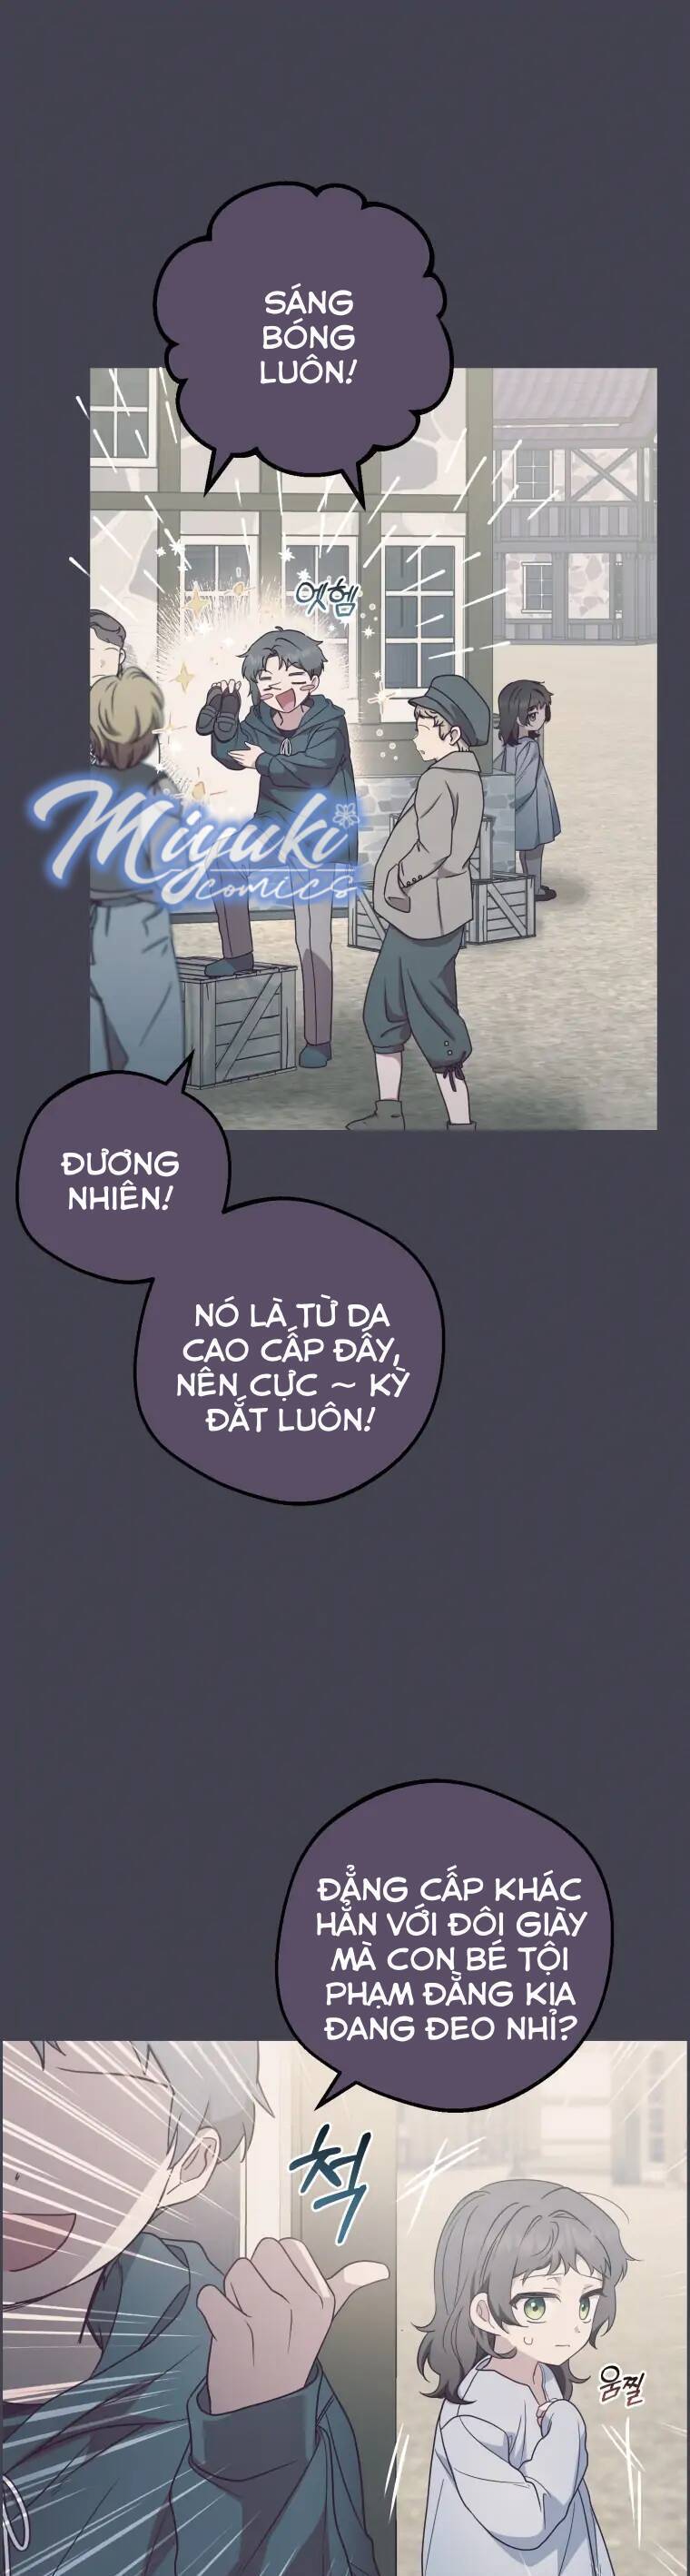 SÁNG
BÓNG
LUÔN!
엣헴
Miyuki
comics
ĐƯƠNG
NHIÊN!
NÓ LÀ TỪ DA
CAO CẤP ĐẤY,
NÊN CỰC ~ KỲ
ĐẮT LUÔN!
ĐẲNG CẤP KHÁC
HẲN VỚI ĐÔI GIÀY
MÀ CON BÉ TỘI
PHẠM ĐẰNG KIA
ĐANG ĐEO NHỈ?
척
움찔